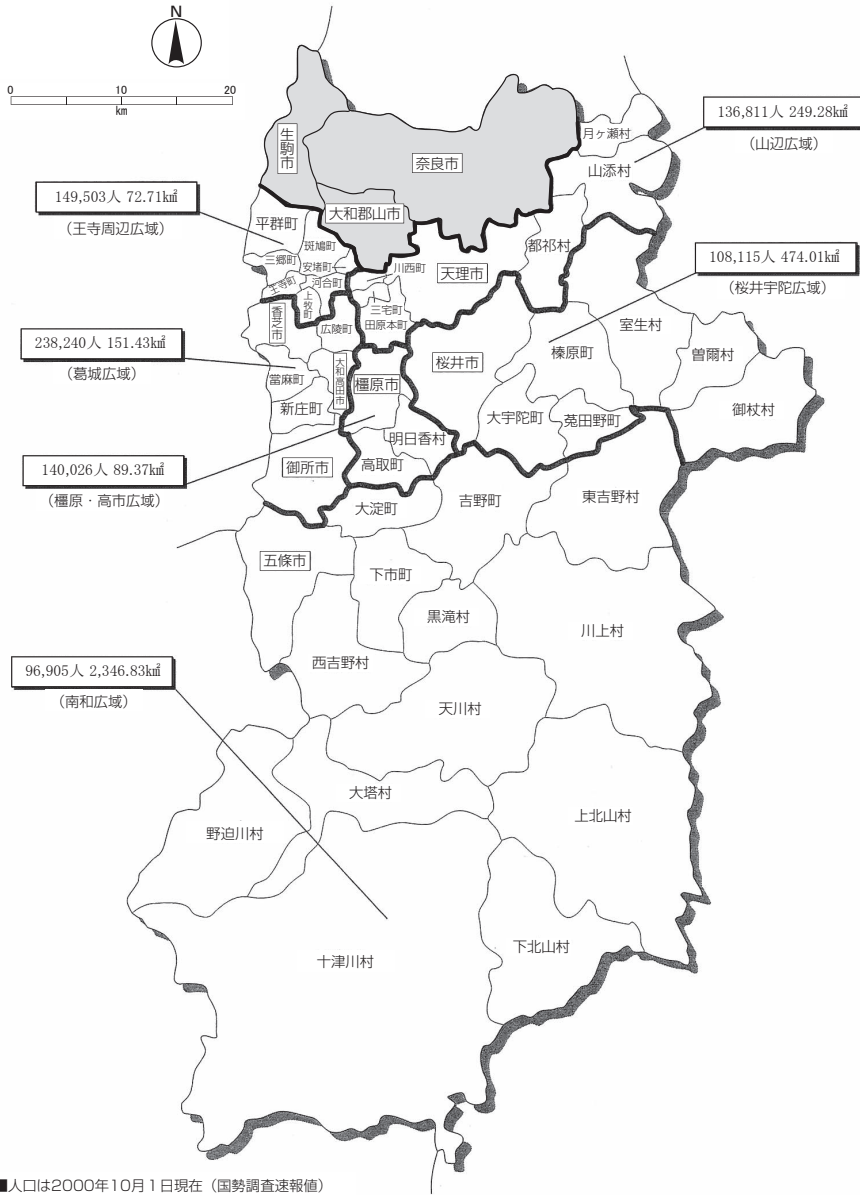 N
0 10 20
km
生駒市
奈良市
月ヶ瀬村
136,811人 249.28km²
(山辺広域)
山添村
149,503人 72.71km²
(王寺周辺広域)
平群町
大和郡山市
斑鳩町
都祁村
三郷町
安堵町
川西町
天理市
108,115人 474.01km²
(桜井宇陀広域)
王寺町
河合町
上牧町
三宅町
香芝市
広陵町
田原本町
室生村
238,240人 151.43km²
(葛城広域)
榛原町
曽爾村
桜井市
當麻町
大和高田市
橿原市
御杖村
新庄町
大宇陀町
菟田野町
明日香村
140,026人 89.37km²
(橿原・高市広域)
御所市
高取町
大淀町
吉野町
東吉野村
五條市
下市町
黒滝村
川上村
西吉野村
96,905人 2,346.83km²
(南和広域)
天川村
大塔村
上北山村
野迫川村
下北山村
十津川村
■人口は2000年10月1日現在(国勢調査速報値)